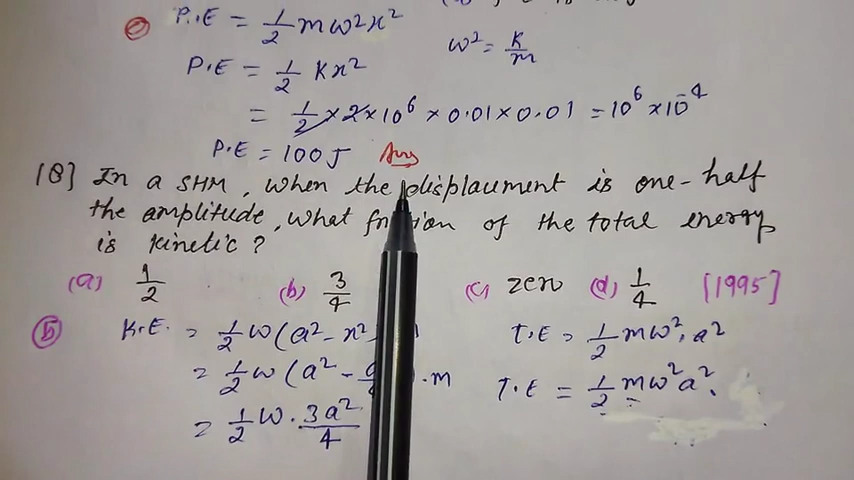 P.E = 1/2 mω²x²
ω² = K/m
P.E = 1/2 Kx²
= 1/2 × 2 × 10⁶ × 0.01 × 0.01 = 10⁶ × 10⁻⁴
P.E = 100J Ans
18] In a SHM, when the displaument is one-half
the amplitude, what of the total energy
is kinetic?
(a) 1/2 (b) 3/4 (c) zero (d) 1/4 [1995]
(b) K.E. = 1/2 ω(a² - x²
T.E = 1/2 mω². a²
= 1/2 ω (a² - .m
T.E = 1/2 mω²a².
= 1/2 ω. 3a²/4